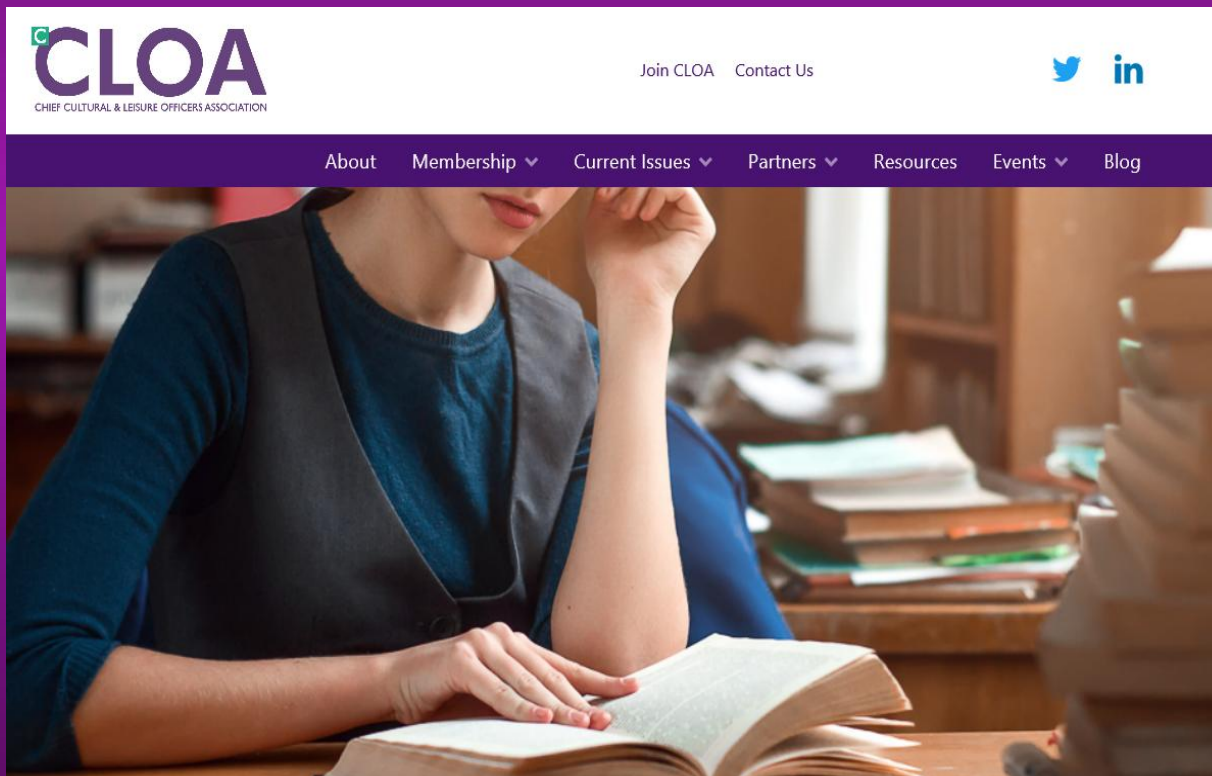 C
CLOA
CHIEF CULTURAL & LEISURE OFFICERS ASSOCIATION
Join CLOA Contact Us
in
About Membership Current Issues Partners Resources Events Blog